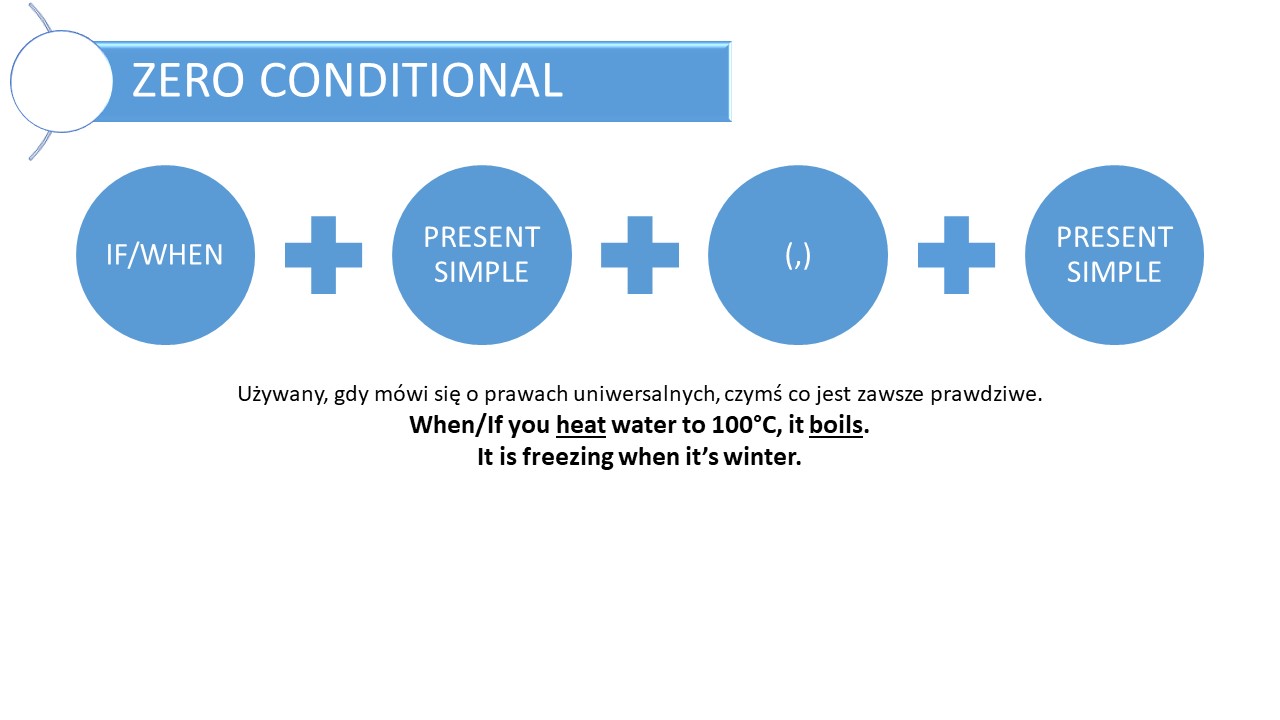 ZERO CONDITIONAL
IF/WHEN
PRESENT
SIMPLE
(,)
PRESENT
SIMPLE
Używany, gdy mówi się o prawach uniwersalnych, czymś co jest zawsze prawdziwe.
When/If you heat water to 100°C, it boils.
It is freezing when it’s winter.